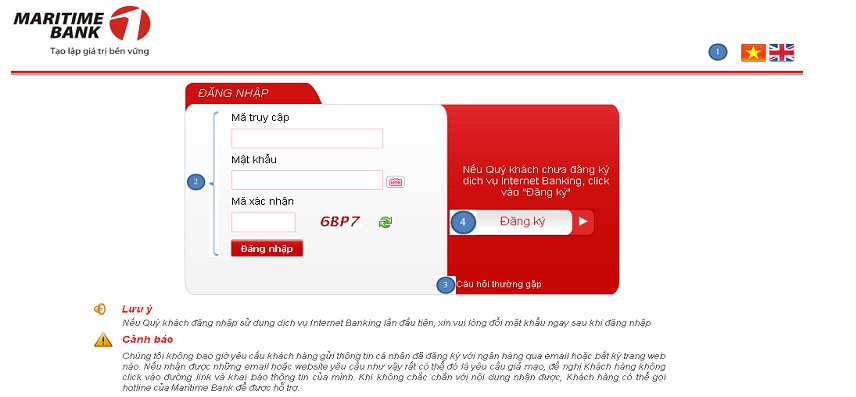 MARITIME
BANK
Tạo lập giá trị bền vững
1
ĐĂNG NHẬP
Mã truy cập
Mật khẩu
2
Mã xác nhận
6BP7
Đăng nhập
Nếu Quý khách chưa đăng ký
dịch vụ Internet Banking, click
vào "Đăng ký"
4 Đăng ký
3 Câu hỏi thường gặp
Lưu ý
Nếu Quý khách đăng nhập sử dụng dịch vụ Internet Banking lần đầu tiên, xin vui lòng đổi mật khẩu ngay sau khi đăng nhập
Cảnh báo
Chúng tôi không bao giờ yêu cầu khách hàng gửi thông tin cá nhân đã đăng ký với ngân hàng qua email hoặc bất kỳ trang web
nào. Nếu nhận được những email hoặc website yêu cầu như vậy rất có thể đó là yêu cầu giả mạo, đề nghị Khách hàng không
click vào đường link và khai báo thông tin của mình. Khi không chắc chắn với nội dung nhận được, Khách hàng có thể gọi
hotline của Maritime Bank để được hỗ trợ.